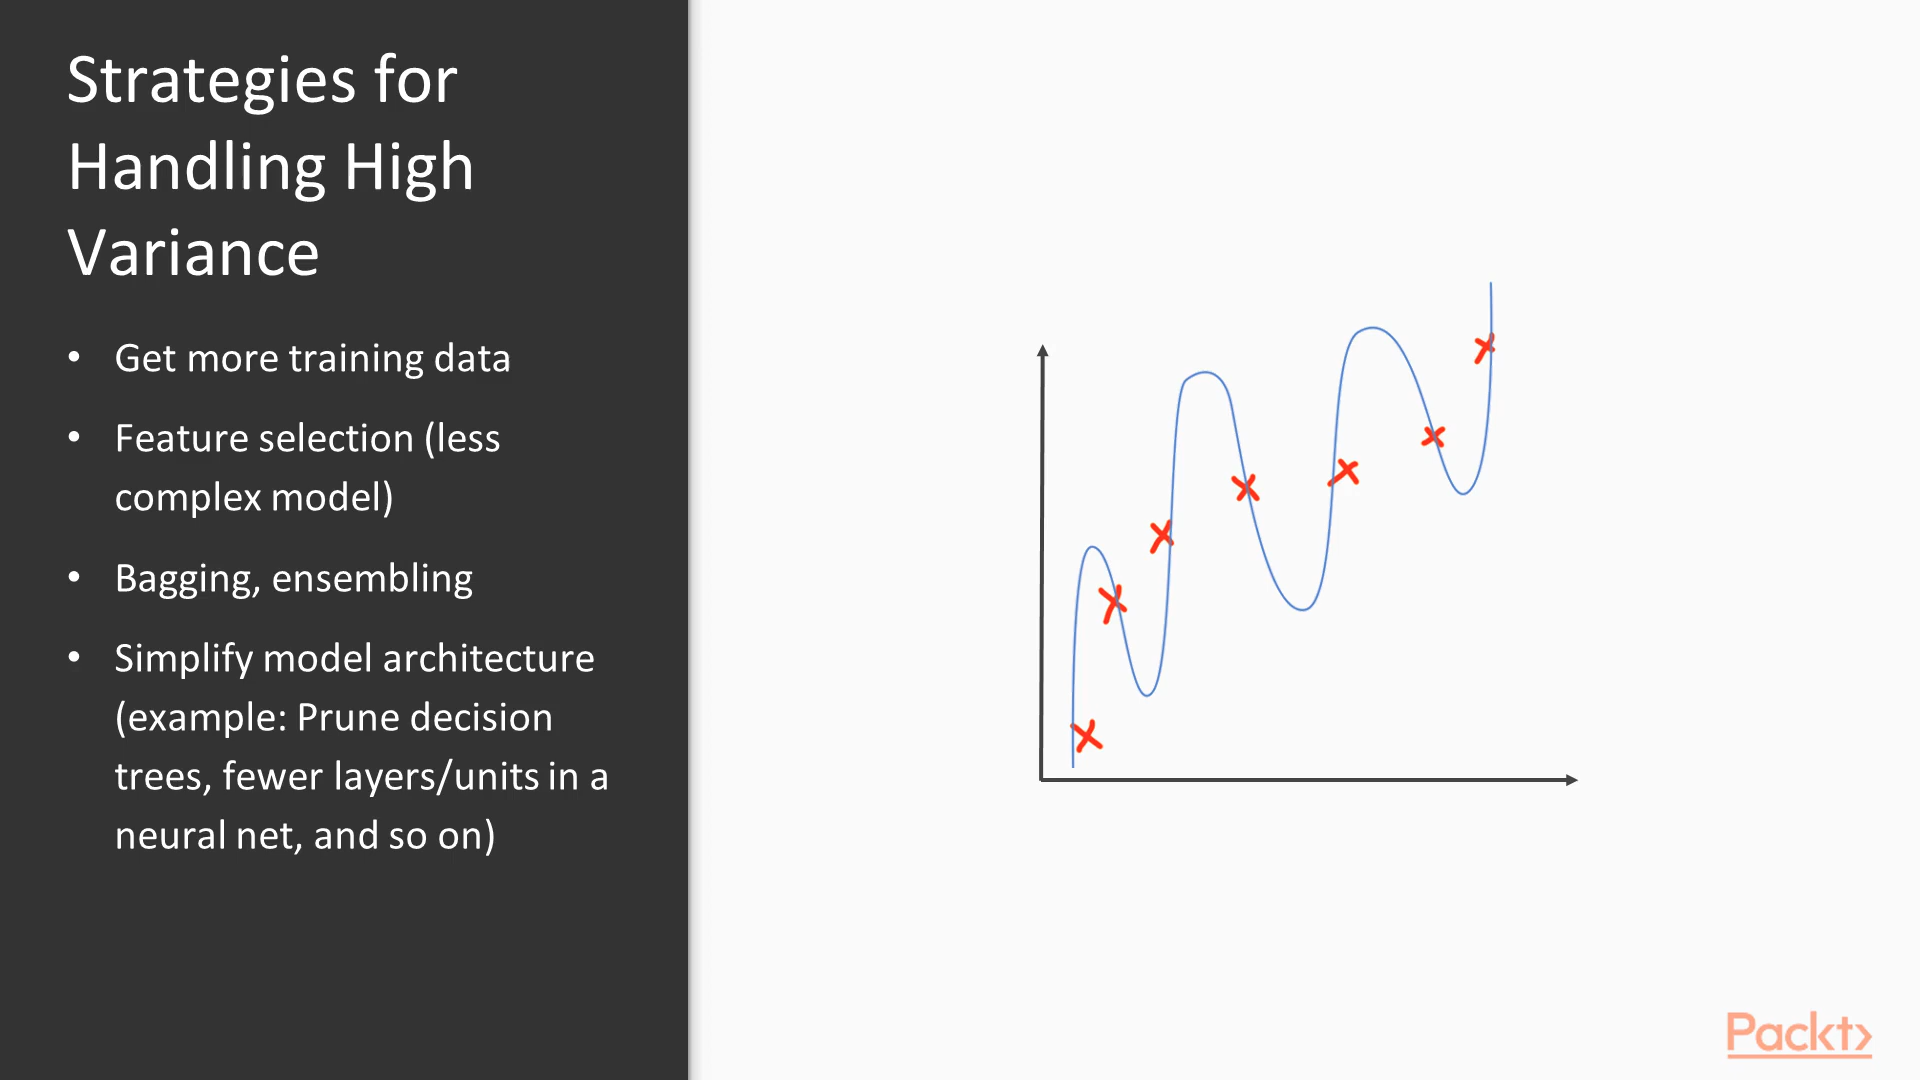 Strategies for
Handling High
Variance
• Get more training data
• Feature selection (less
complex model)
• Bagging, ensembling
• Simplify model architecture
(example: Prune decision
trees, fewer layers/units in a
neural net, and so on)
Packt>